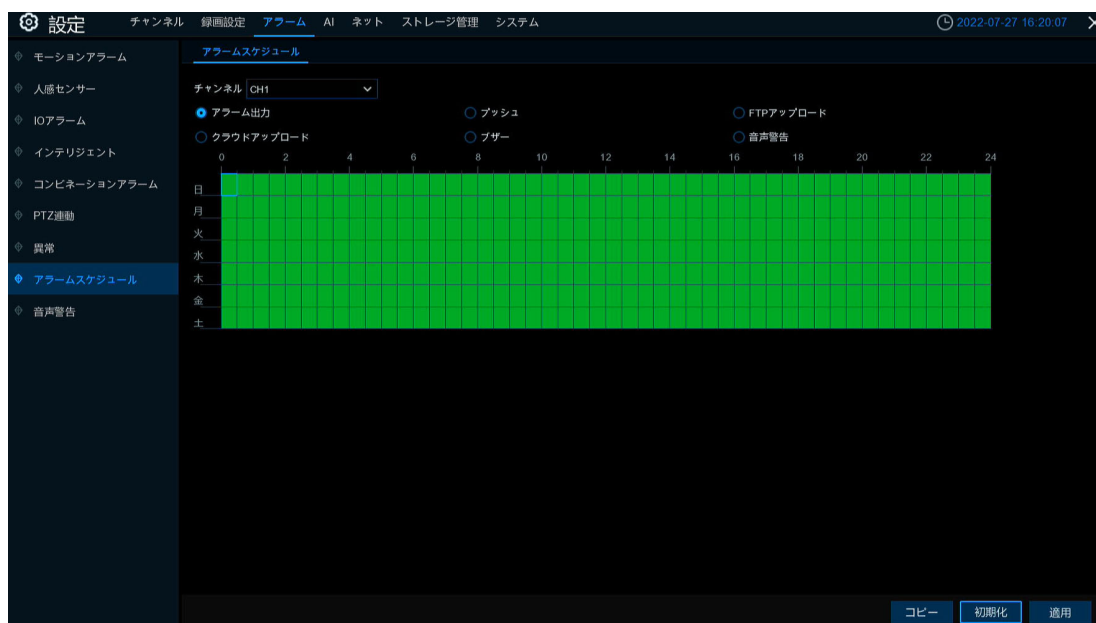 設定 チャンネル 録画設定 アラーム AI ネット ストレージ管理 システム 2022-07-27 16:20:07
モーションアラーム
人感センサー
IOアラーム
インテリジェント
コンビネーションアラーム
PTZ連動
異常
アラームスケジュール
音声警告
アラームスケジュール
チャンネル CH1
アラーム出力 プッシュ FTPアップロード
クラウドアップロード ブザー 音声警告
0 2 4 6 8 10 12 14 16 18 20 22 24
日
月
火
水
木
金
土
コピー 初期化 適用